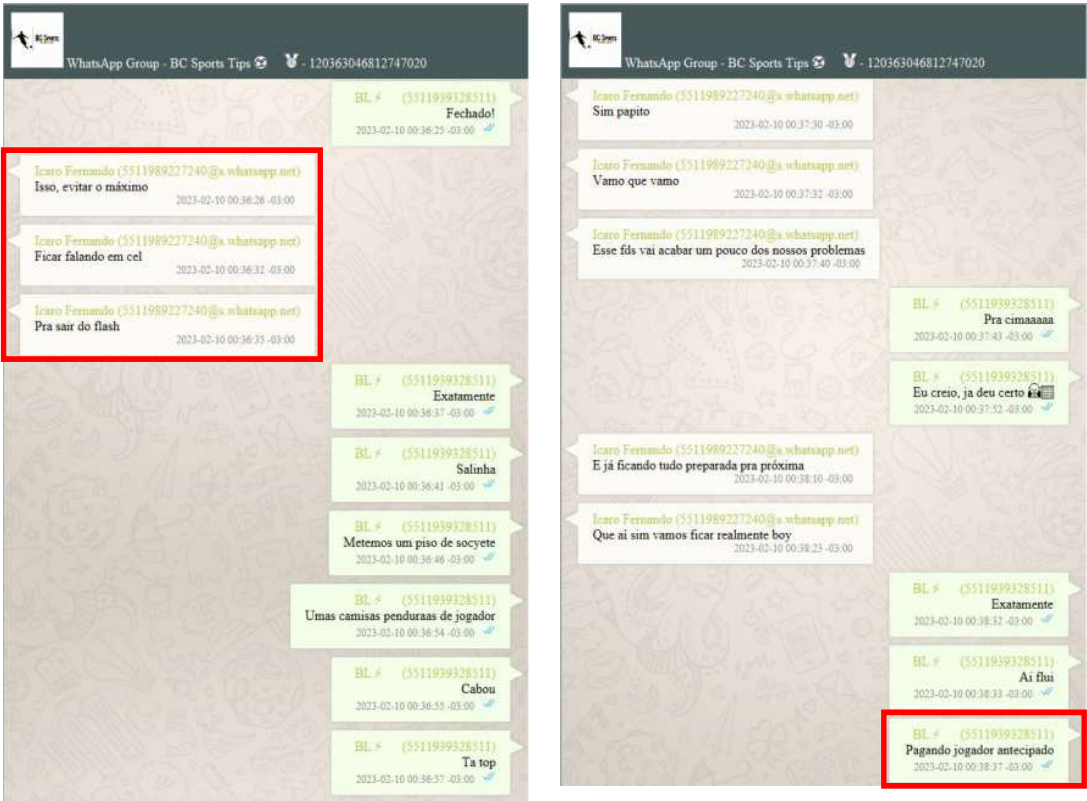 BC Sports
WhatsApp Group - BC Sports Tips ⚽ 🏅 - 120363046812747020
BL ⚡ (5511939328511)
Fechado!
2023-02-10 00:36:25 -03:00
Icaro Fernando (5511989227240@s.whatsapp.net)
Isso, evitar o máximo
2023-02-10 00:36:26 -03:00
Icaro Fernando (5511989227240@s.whatsapp.net)
Ficar falando em cel
2023-02-10 00:36:32 -03:00
Icaro Fernando (5511989227240@s.whatsapp.net)
Pra sair do flash
2023-02-10 00:36:35 -03:00
BL ⚡ (5511939328511)
Exatamente
2023-02-10 00:36:37 -03:00
BL ⚡ (5511939328511)
Salinha
2023-02-10 00:36:41 -03:00
BL ⚡ (5511939328511)
Metemos um piso de socyete
2023-02-10 00:36:46 -03:00
BL ⚡ (5511939328511)
Umas camisas penduraas de jogador
2023-02-10 00:36:54 -03:00
BL ⚡ (5511939328511)
Cabou
2023-02-10 00:36:55 -03:00
BL ⚡ (5511939328511)
Ta top
2023-02-10 00:36:57 -03:00
BC Sports
WhatsApp Group - BC Sports Tips ⚽ 🏅 - 120363046812747020
Icaro Fernando (5511989227240@s.whatsapp.net)
Sim papito
2023-02-10 00:37:30 -03:00
Icaro Fernando (5511989227240@s.whatsapp.net)
Vamo que vamo
2023-02-10 00:37:32 -03:00
Icaro Fernando (5511989227240@s.whatsapp.net)
Esse fds vai acabar um pouco dos nossos problemas
2023-02-10 00:37:40 -03:00
BL ⚡ (5511939328511)
Pra cimaaaaa
2023-02-10 00:37:43 -03:00
BL ⚡ (5511939328511)
Eu creio, ja deu certo
2023-02-10 00:37:52 -03:00
Icaro Fernando (5511989227240@s.whatsapp.net)
E já ficando tudo preparada pra próxima
2023-02-10 00:38:10 -03:00
Icaro Fernando (5511989227240@s.whatsapp.net)
Que ai sim vamos ficar realmente boy
2023-02-10 00:38:23 -03:00
BL ⚡ (5511939328511)
Exatamente
2023-02-10 00:38:32 -03:00
BL ⚡ (5511939328511)
Ai flui
2023-02-10 00:38:33 -03:00
BL ⚡ (5511939328511)
Pagando jogador antecipado
2023-02-10 00:38:37 -03:00